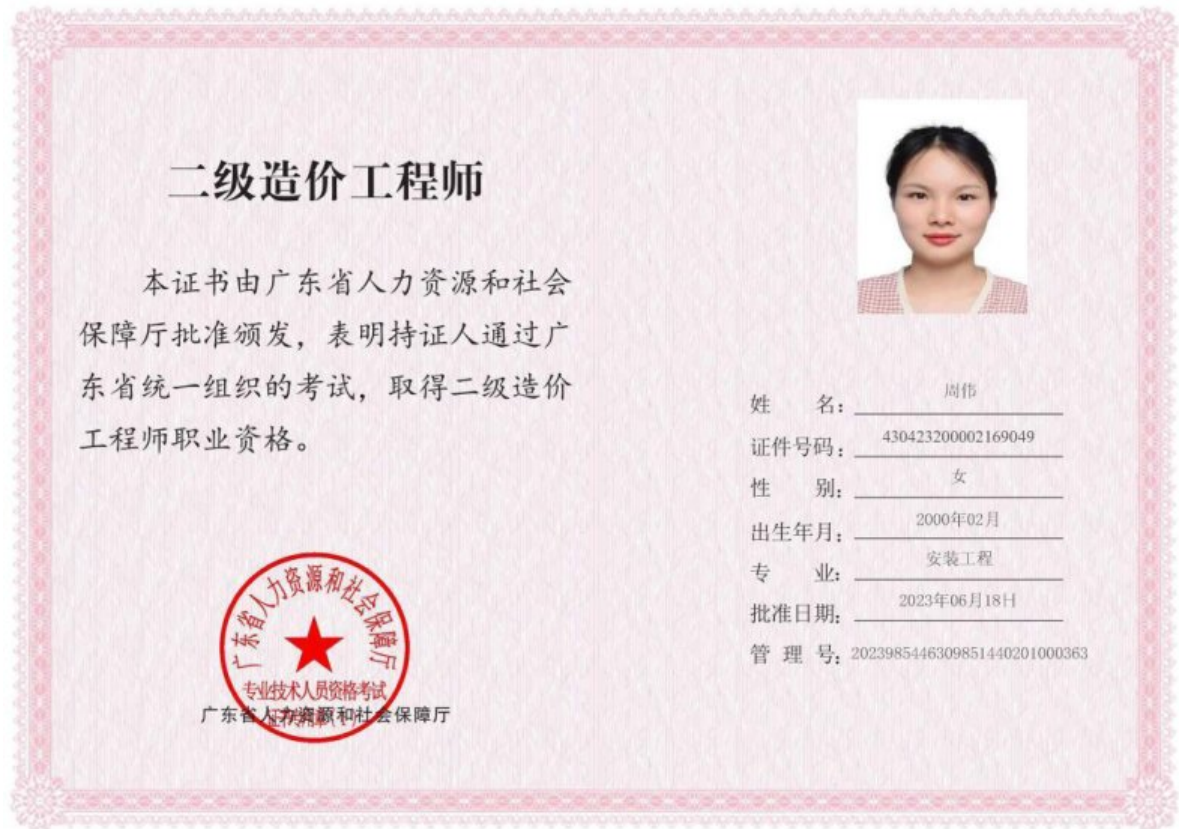 二级造价工程师
本证书由广东省人力资源和社会
保障厅批准颁发，表明持证人通过广
东省统一组织的考试，取得二级造价
工程师职业资格。
广东省人力资源和社会保障厅
专业技术人员资格考试
广东省人力资源和社会保障厅
姓 名：周伟
证件号码：430423200002169049
性 别：女
出生年月：2000年02月
专 业：安装工程
批准日期：2023年06月18日
管 理 号：2023985446309851440201000363